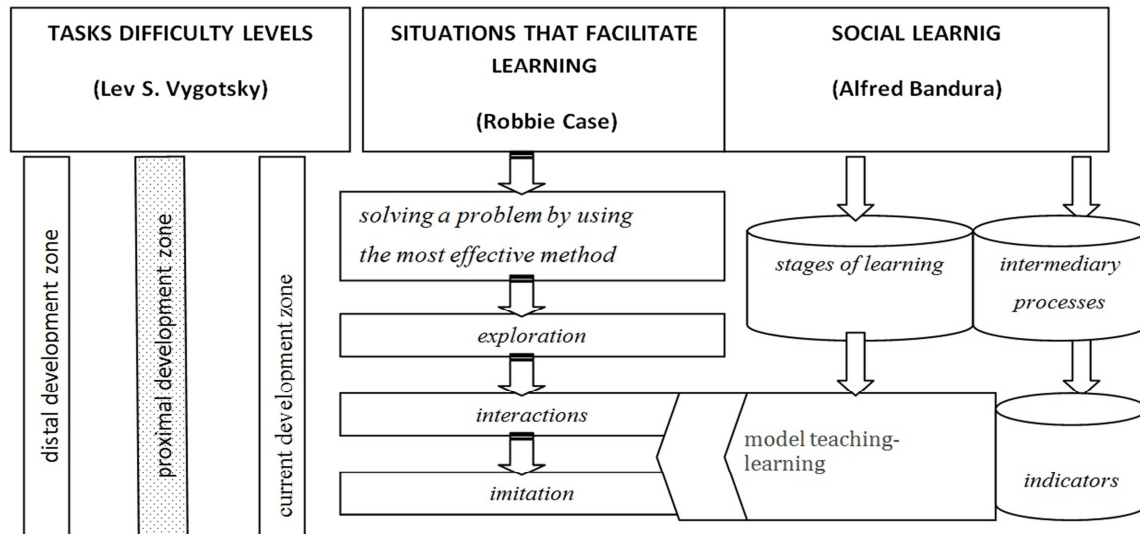 TASKS DIFFICULTY LEVELS
(Lev S. Vygotsky)
SITUATIONS THAT FACILITATE
LEARNING
(Robbie Case)
SOCIAL LEARNIG
(Alfred Bandura)
distal development zone
proximal development zone
current development zone
solving a problem by using
the most effective method
exploration
interactions
imitation
stages of learning
intermediary
processes
model teaching-
learning
indicators